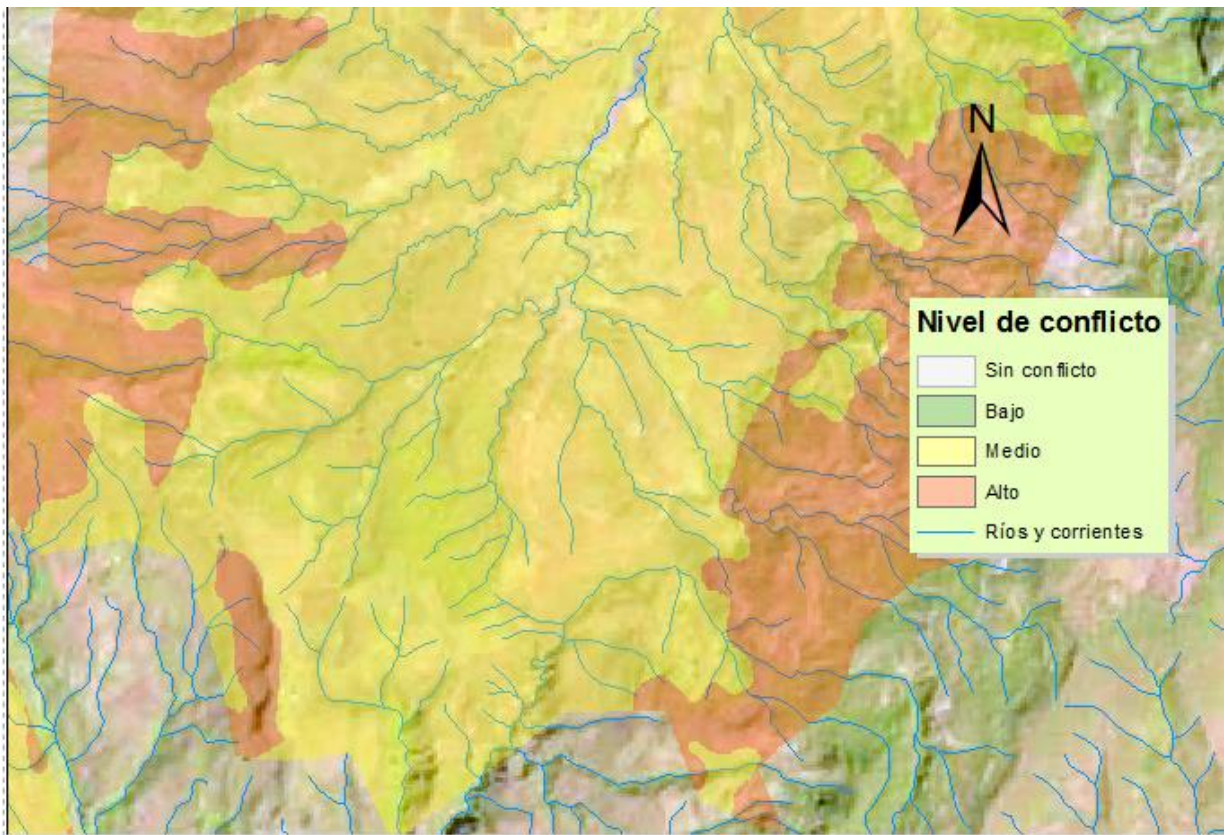 N
Nivel de conflicto
Sin conflicto
Bajo
Medio
Alto
Ríos y corrientes